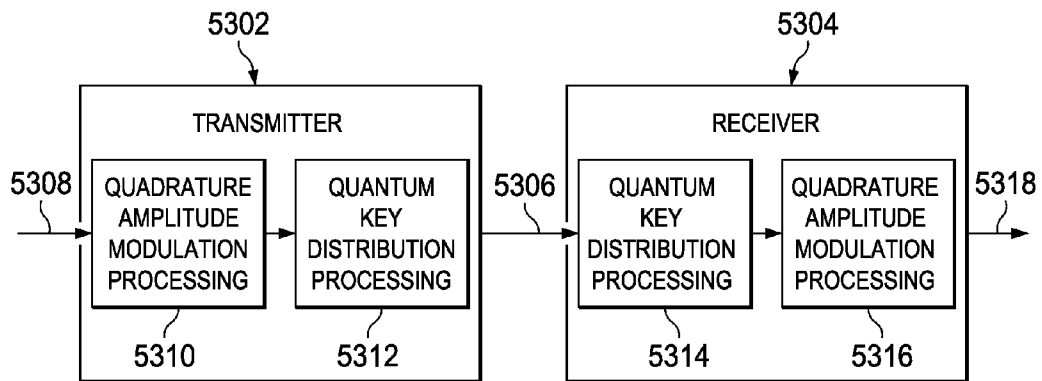 5302
5304
TRANSMITTER
RECEIVER
5308
QUADRATURE
AMPLITUDE
MODULATION
PROCESSING
QUANTUM
KEY
DISTRIBUTION
PROCESSING
5306
QUANTUM
KEY
DISTRIBUTION
PROCESSING
QUADRATURE
AMPLITUDE
MODULATION
PROCESSING
5318
5310
5312
5314
5316